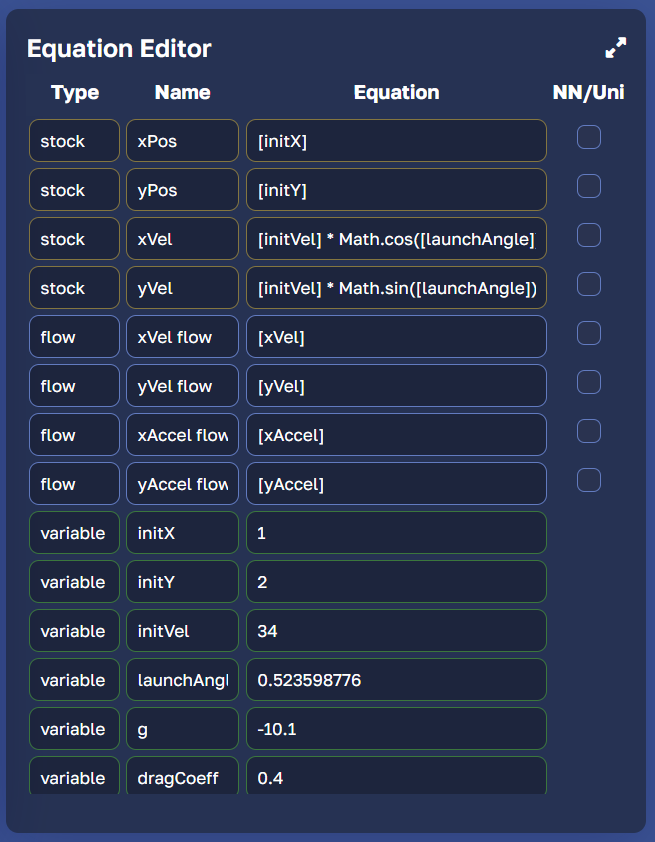 Equation Editor
Type Name Equation NN/Uni
stock xPos [initX]
stock yPos [initY]
stock xVel [initVel] * Math.cos([launchAngle]
stock yVel [initVel] * Math.sin([launchAngle])
flow xVel flow [xVel]
flow yVel flow [yVel]
flow xAccel flow [xAccel]
flow yAccel flow [yAccel]
variable initX 1
variable initY 2
variable initVel 34
variable launchAngl 0.523598776
variable g -10.1
variable dragCoeff 0.4